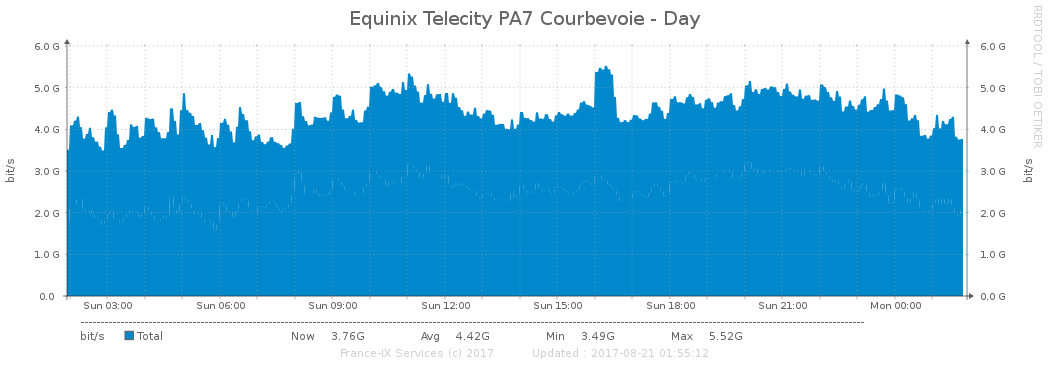 Equinix Telecity PA7 Courbevoie - Day
RRDTOOL / TOBI OETIKER
6.0 G 6.0 G
5.0 G 5.0 G
4.0 G 4.0 G
3.0 G 3.0 G
2.0 G 2.0 G
1.0 G 1.0 G
0.0 0.0 G
bit/s bit/s
Sun 03:00 Sun 06:00 Sun 09:00 Sun 12:00 Sun 15:00 Sun 18:00 Sun 21:00 Mon 00:00
bit/s Total Now 3.76G Avg 4.42G Min 3.49G Max 5.52G
France-IX Services (c) 2017 Updated : 2017-08-21 01:55:12